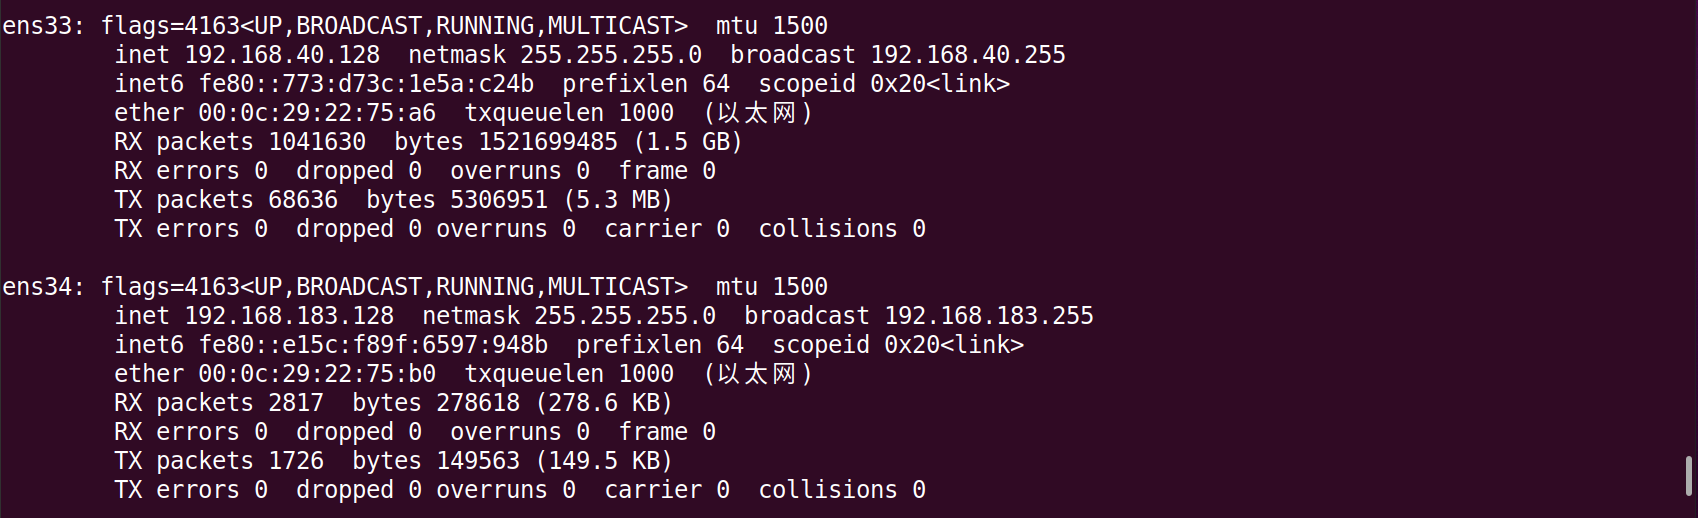 ens33: flags=4163<UP,BROADCAST,RUNNING,MULTICAST>  mtu 1500
        inet 192.168.40.128  netmask 255.255.255.0  broadcast 192.168.40.255
        inet6 fe80::773:d73c:1e5a:c24b  prefixlen 64  scopeid 0x20<link>
        ether 00:0c:29:22:75:a6  txqueuelen 1000  (以太网)
        RX packets 1041630  bytes 1521699485 (1.5 GB)
        RX errors 0  dropped 0  overruns 0  frame 0
        TX packets 68636  bytes 5306951 (5.3 MB)
        TX errors 0  dropped 0 overruns 0  carrier 0  collisions 0

ens34: flags=4163<UP,BROADCAST,RUNNING,MULTICAST>  mtu 1500
        inet 192.168.183.128  netmask 255.255.255.0  broadcast 192.168.183.255
        inet6 fe80::e15c:f89f:6597:948b  prefixlen 64  scopeid 0x20<link>
        ether 00:0c:29:22:75:b0  txqueuelen 1000  (以太网)
        RX packets 2817  bytes 278618 (278.6 KB)
        RX errors 0  dropped 0  overruns 0  frame 0
        TX packets 1726  bytes 149563 (149.5 KB)
        TX errors 0  dropped 0 overruns 0  carrier 0  collisions 0